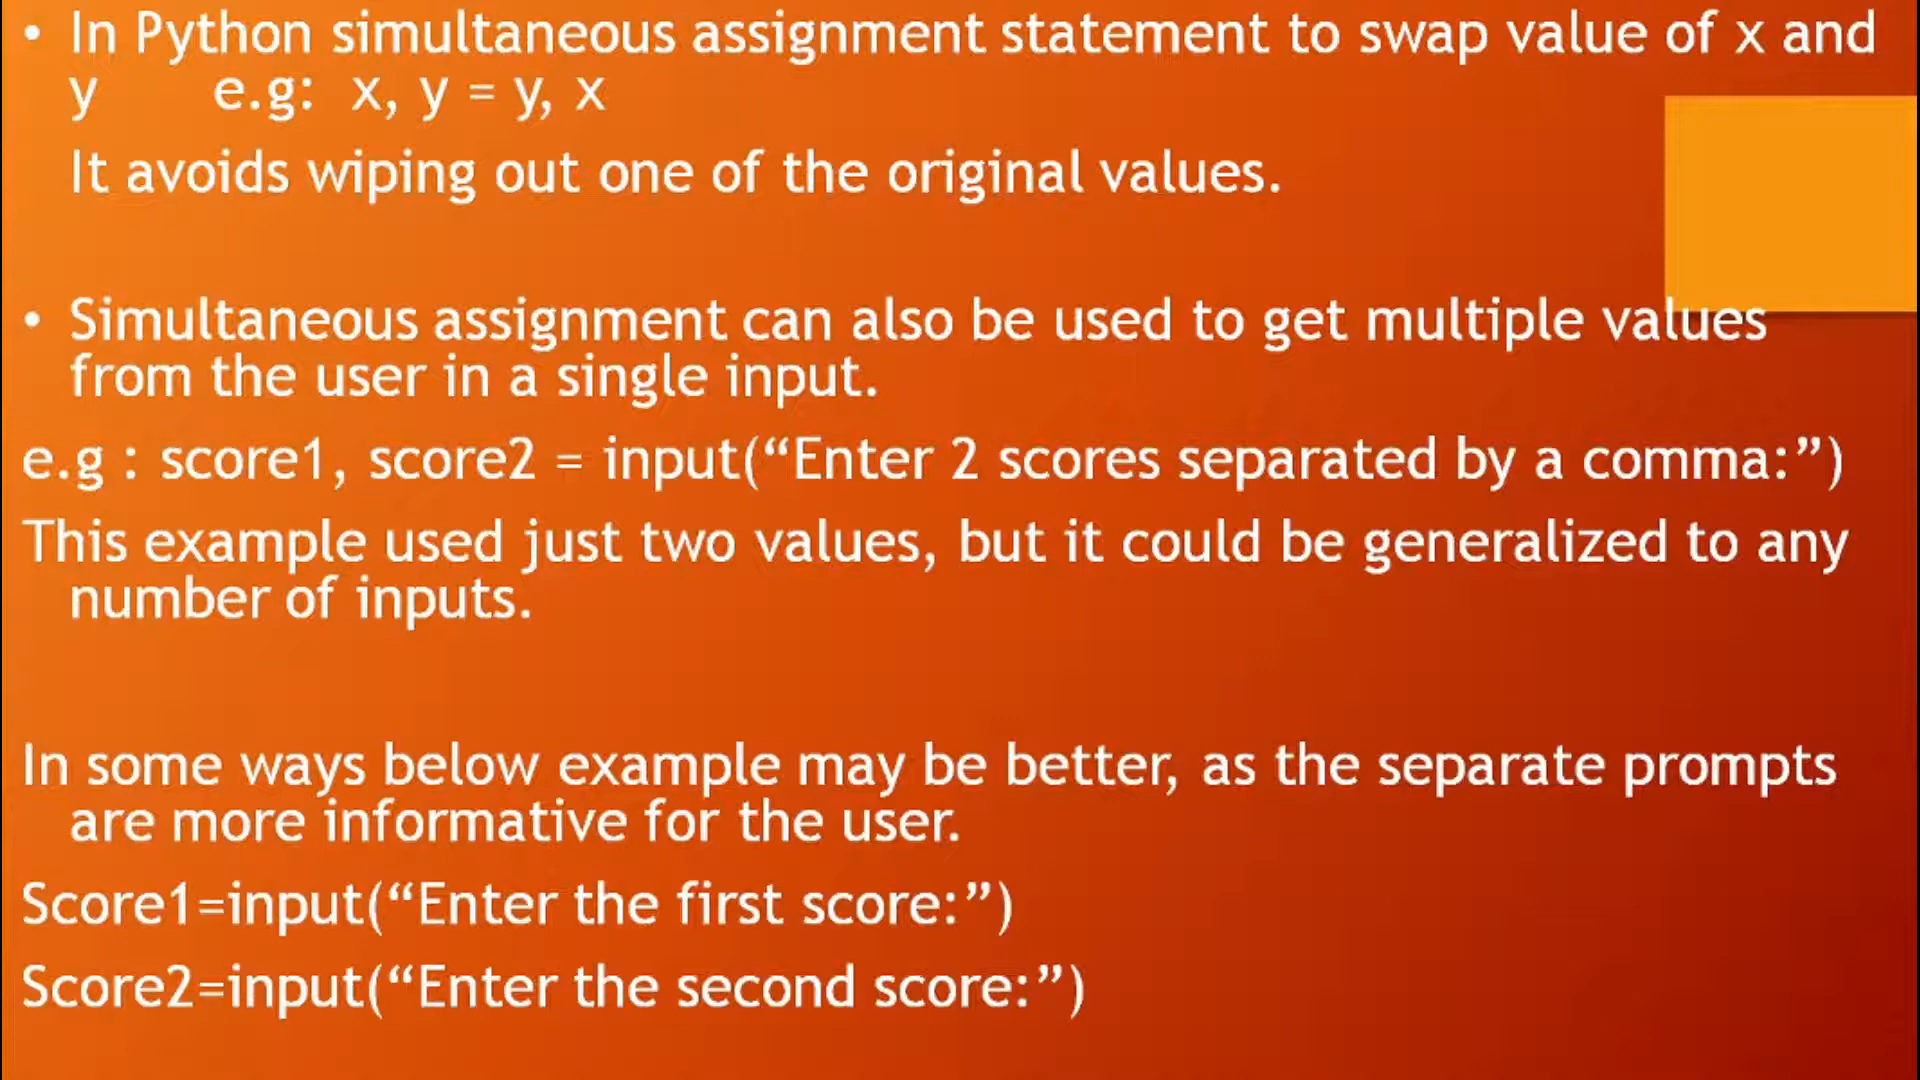 • In Python simultaneous assignment statement to swap value of x and
y e.g: x, y = y, x
It avoids wiping out one of the original values.
• Simultaneous assignment can also be used to get multiple values
from the user in a single input.
e.g : score1, score2 = input(“Enter 2 scores separated by a comma:”)
This example used just two values, but it could be generalized to any
number of inputs.
In some ways below example may be better, as the separate prompts
are more informative for the user.
Score1=input(“Enter the first score:”)
Score2=input(“Enter the second score:”)